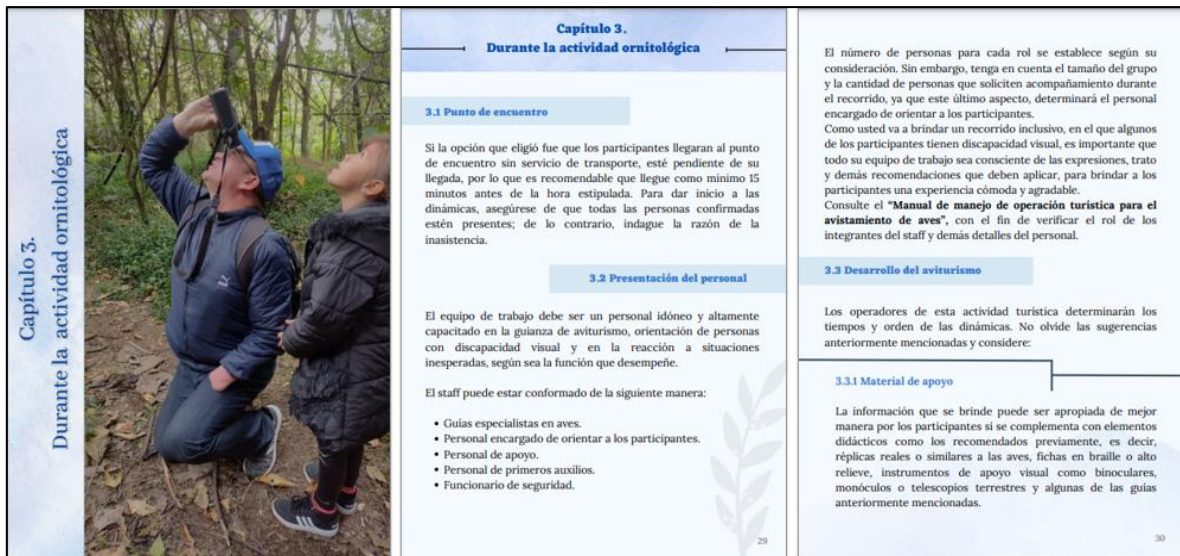 Capítulo 3.
Durante la actividad ornitológica
Capítulo 3.
Durante la actividad ornitológica
3.1 Punto de encuentro
Si la opción que eligió fue que los participantes llegaran al punto
de encuentro sin servicio de transporte, esté pendiente de su
llegada, por lo que es recomendable que llegue como mínimo 15
minutos antes de la hora estipulada. Para dar inicio a las
dinámicas, asegúrese de que todas las personas confirmadas
estén presentes; de lo contrario, indague la razón de la
inasistencia.
3.2 Presentación del personal
El equipo de trabajo debe ser un personal idóneo y altamente
capacitado en la guianza de aviturismo, orientación de personas
con discapacidad visual y en la reacción a situaciones
inesperadas, según sea la función que desempeñe.
El staff puede estar conformado de la siguiente manera:
• Guías especialistas en aves.
• Personal encargado de orientar a los participantes.
• Personal de apoyo.
• Personal de primeros auxilios.
• Funcionario de seguridad.
29
El número de personas para cada rol se establece según su
consideración. Sin embargo, tenga en cuenta el tamaño del grupo
y la cantidad de personas que soliciten acompañamiento durante
el recorrido, ya que este último aspecto, determinará el personal
encargado de orientar a los participantes.
Como usted va a brindar un recorrido inclusivo, en el que algunos
de los participantes tienen discapacidad visual, es importante que
todo su equipo de trabajo sea consciente de las expresiones, trato
y demás recomendaciones que deben aplicar, para brindar a los
participantes una experiencia cómoda y agradable.
Consulte el “Manual de manejo de operación turística para el
avistamiento de aves”, con el fin de verificar el rol de los
integrantes del staff y demás detalles del personal.
3.3 Desarrollo del aviturismo
Los operadores de esta actividad turística determinarán los
tiempos y orden de las dinámicas. No olvide las sugerencias
anteriormente mencionadas y considere:
3.3.1 Material de apoyo
La información que se brinde puede ser apropiada de mejor
manera por los participantes si se complementa con elementos
didácticos como los recomendados previamente, es decir,
réplicas reales o similares a las aves, fichas en braille o alto
relieve, instrumentos de apoyo visual como binoculares,
monóculos o telescopios terrestres y algunas de las guías
anteriormente mencionadas.
30